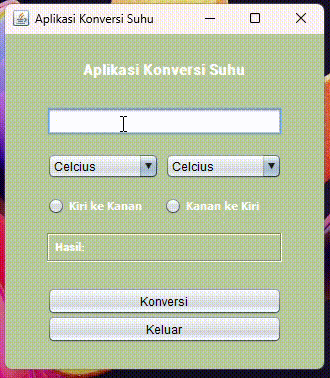 Aplikasi Konversi Suhu
Aplikasi Konversi Suhu
Celcius Celcius
Kiri ke Kanan Kanan ke Kiri
Hasil:
Konversi
Keluar